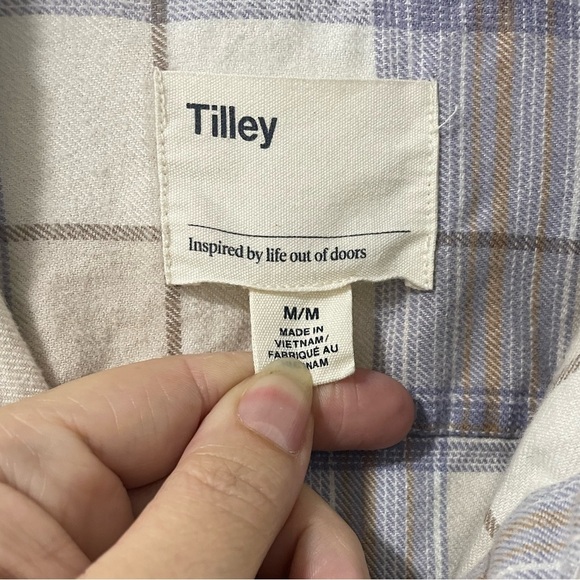 Tilley
Inspired by life out of doors
M/M
MADE IN
VIETNAM/
FABRIQUÉ AU